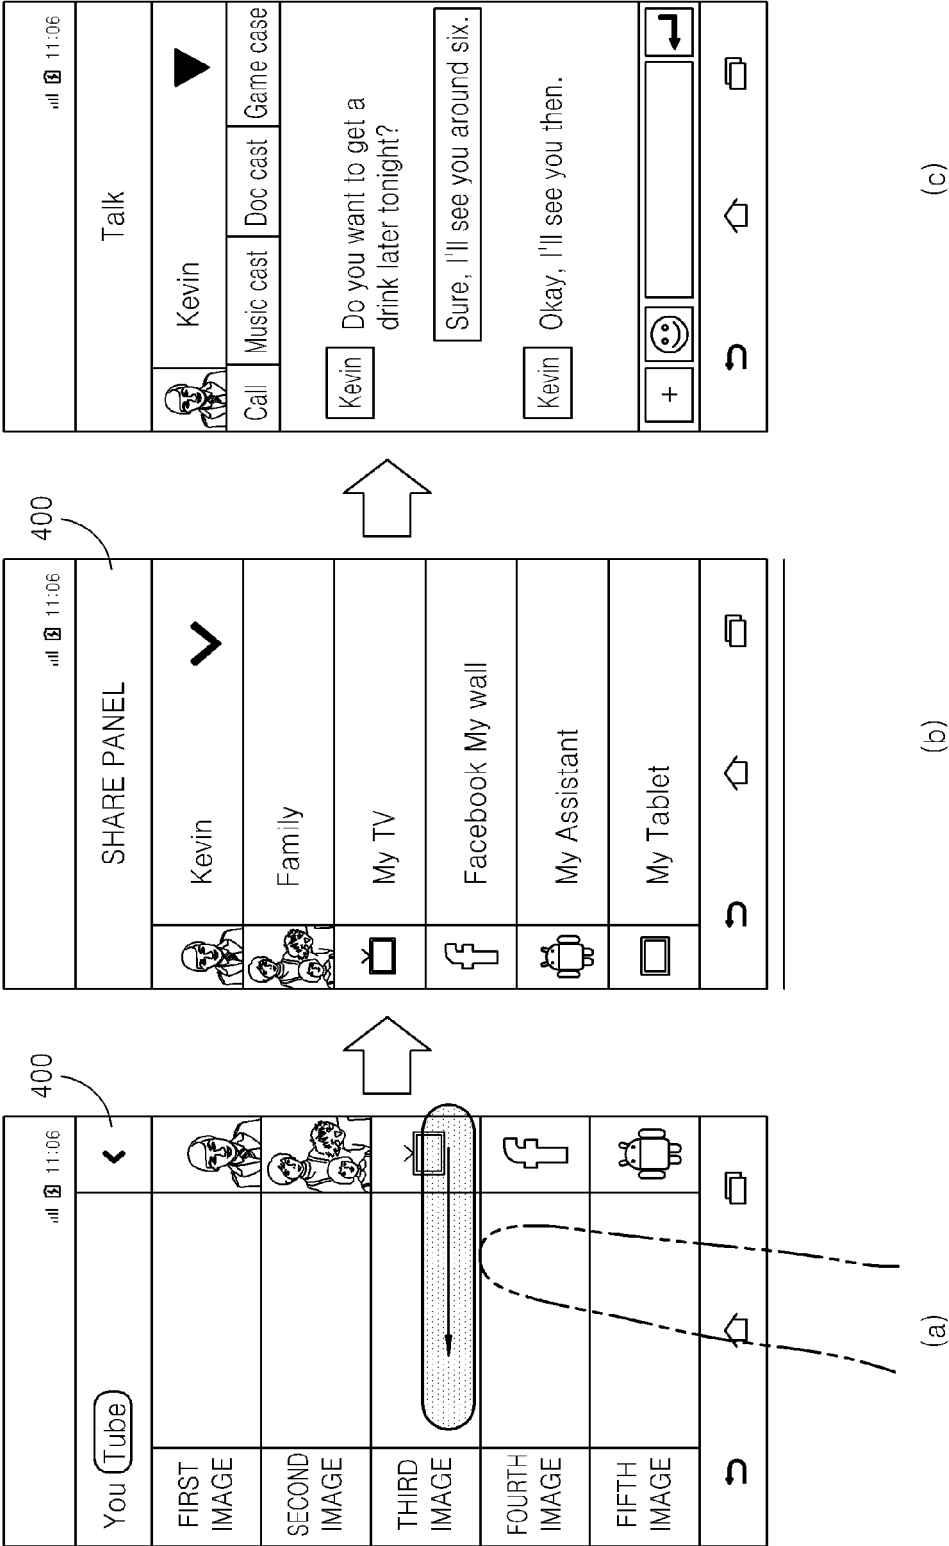 11:06
You Tube
400
FIRST
IMAGE
SECOND
IMAGE
THIRD
IMAGE
FOURTH
IMAGE
FIFTH
IMAGE
(a)
11:06
SHARE PANEL
400
Kevin
Family
My TV
Facebook My wall
My Assistant
My Tablet
(b)
11:06
Talk
Kevin
Call Music cast Doc cast Game case
Kevin Do you want to get a
drink later tonight?
Sure, I'll see you around six.
Kevin Okay, I'll see you then.
+
(c)